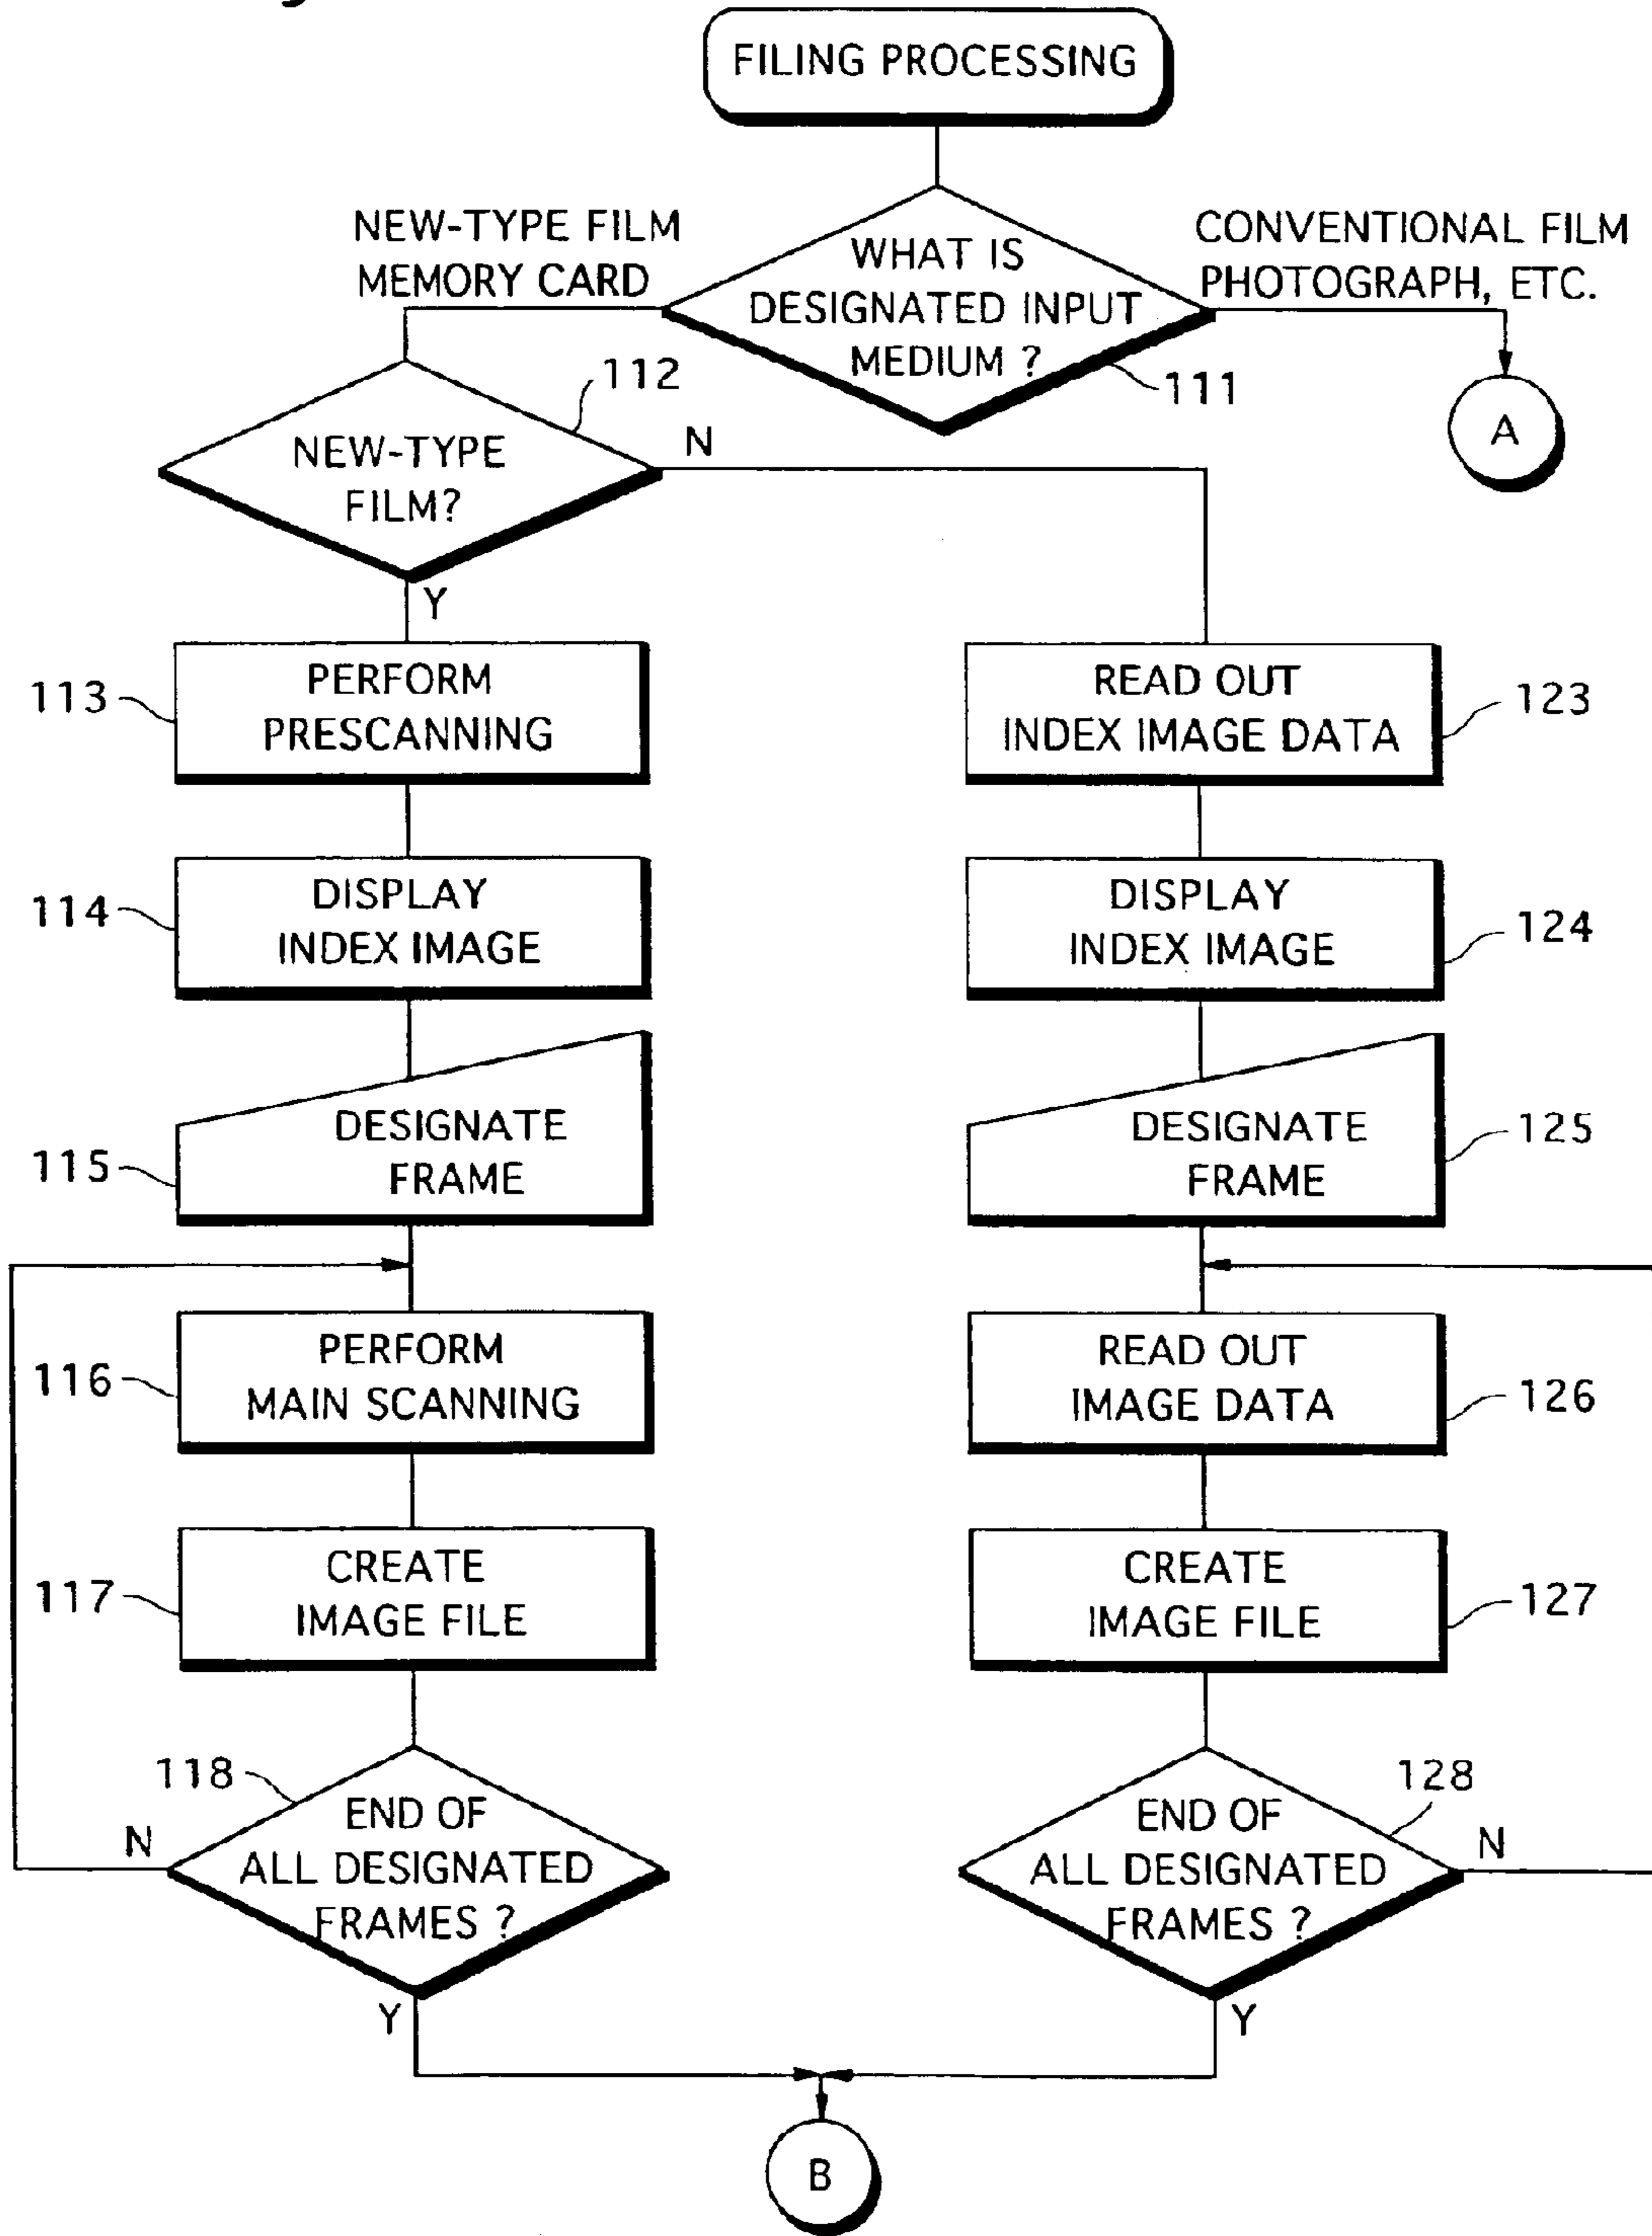 FILING PROCESSING
NEW-TYPE FILM
MEMORY CARD
WHAT IS
DESIGNATED INPUT
MEDIUM ?
CONVENTIONAL FILM
PHOTOGRAPH, ETC.
111
A
112
NEW-TYPE
FILM?
N
Y
113
PERFORM
PRESCANNING
READ OUT
INDEX IMAGE DATA
123
114
DISPLAY
INDEX IMAGE
DISPLAY
INDEX IMAGE
124
115
DESIGNATE
FRAME
DESIGNATE
FRAME
125
116
PERFORM
MAIN SCANNING
READ OUT
IMAGE DATA
126
117
CREATE
IMAGE FILE
CREATE
IMAGE FILE
127
118
N
END OF
ALL DESIGNATED
FRAMES ?
Y
128
END OF
ALL DESIGNATED
FRAMES ?
N
Y
B